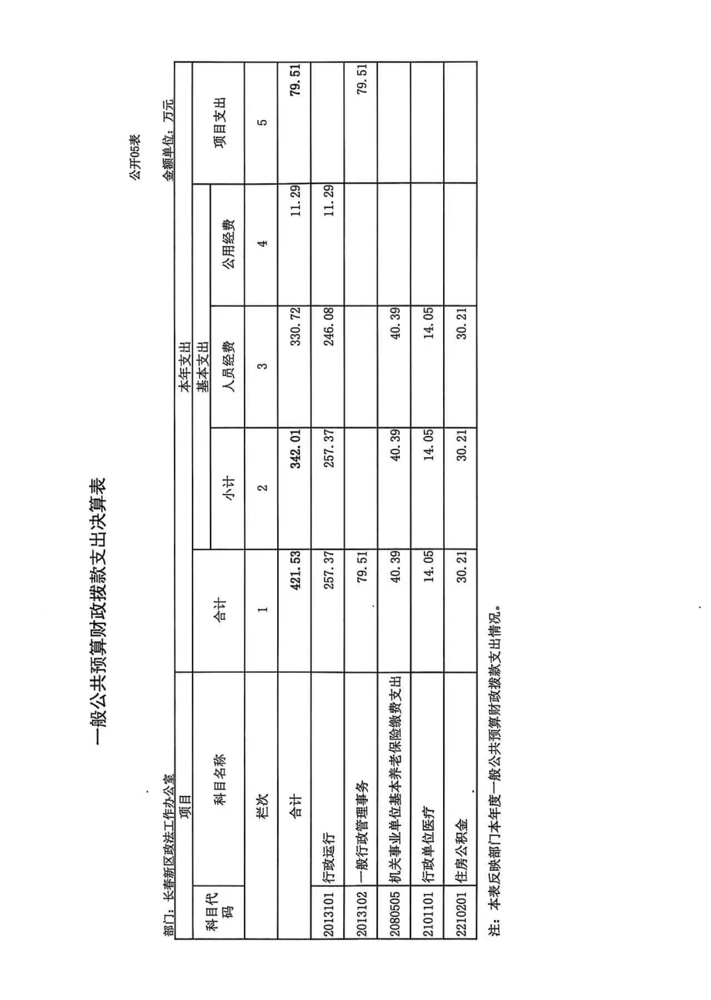 一般公共预算财政拨款支出决算表
公开05表
部门：长春新区政法工作办公室 金额单位：万元
项目 本年支出
科目代码 科目名称 合计 基本支出 项目支出
小计 人员经费 公用经费
栏次 1 2 3 4 5
合计 421.53 342.01 330.72 11.29 79.51
2013101 行政运行 257.37 257.37 246.08 11.29
2013102 一般行政管理事务 79.51 79.51
2080505 机关事业单位基本养老保险缴费支出 40.39 40.39 40.39
2101101 行政单位医疗 14.05 14.05 14.05
2210201 住房公积金 30.21 30.21 30.21
注：本表反映部门本年度一般公共预算财政拨款支出情况。